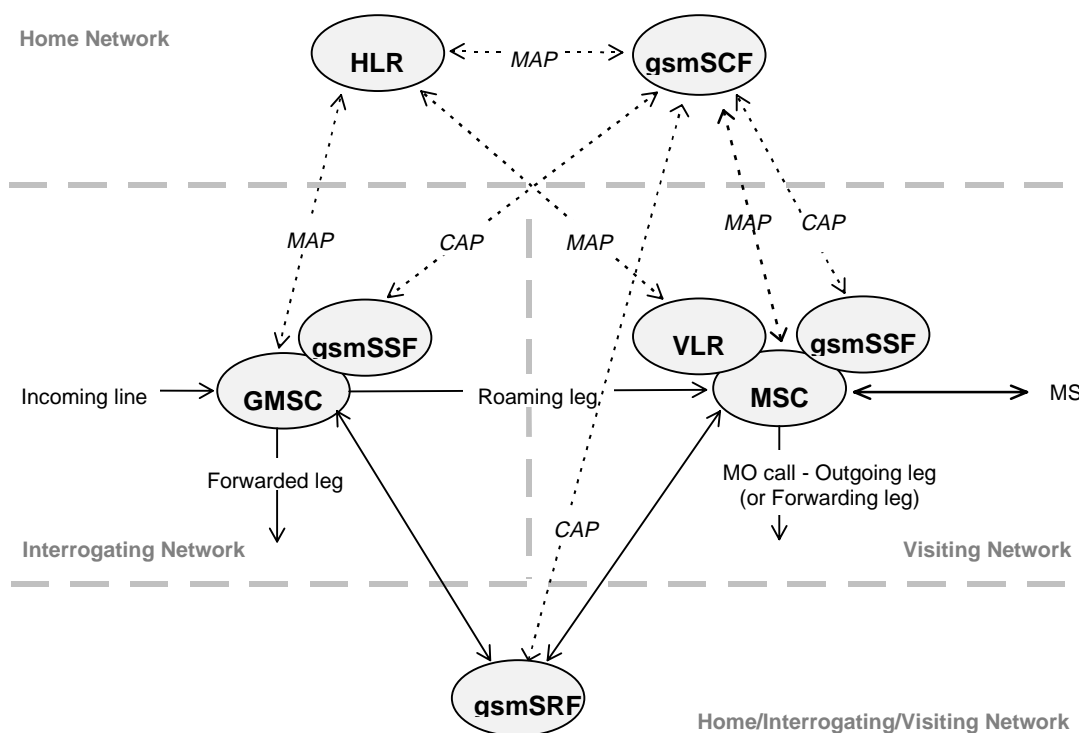 Home Network
HLR
MAP
gsmSCF
MAP
CAP
MAP
MAP
CAP
gsmSSF
VLR
gsmSSF
Incoming line
GMSC
Roaming leg
MSC
MS
Forwarded leg
MO call - Outgoing leg
(or Forwarding leg)
CAP
Interrogating Network
Visiting Network
gsmSRF
Home/Interrogating/Visiting Network